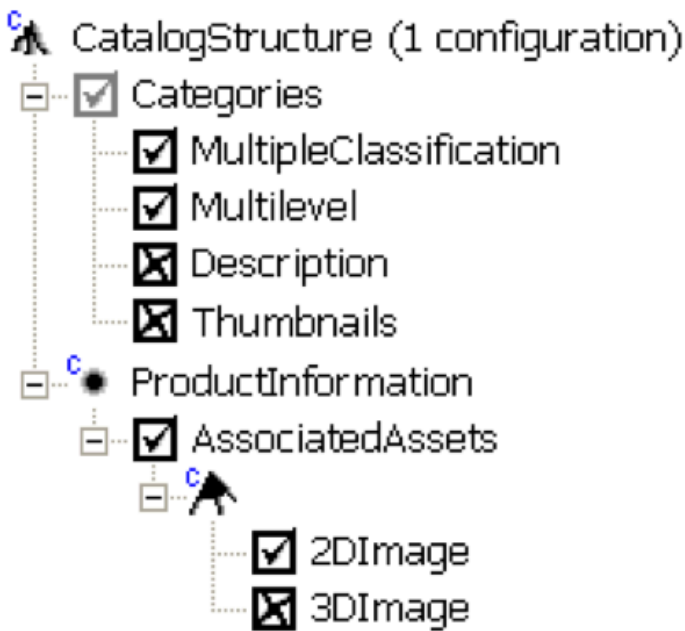 C CatalogStructure (1 configuration)
Categories
MultipleClassification
Multilevel
Description
Thumbnails
C ProductInformation
AssociatedAssets
C
2DImage
3DImage